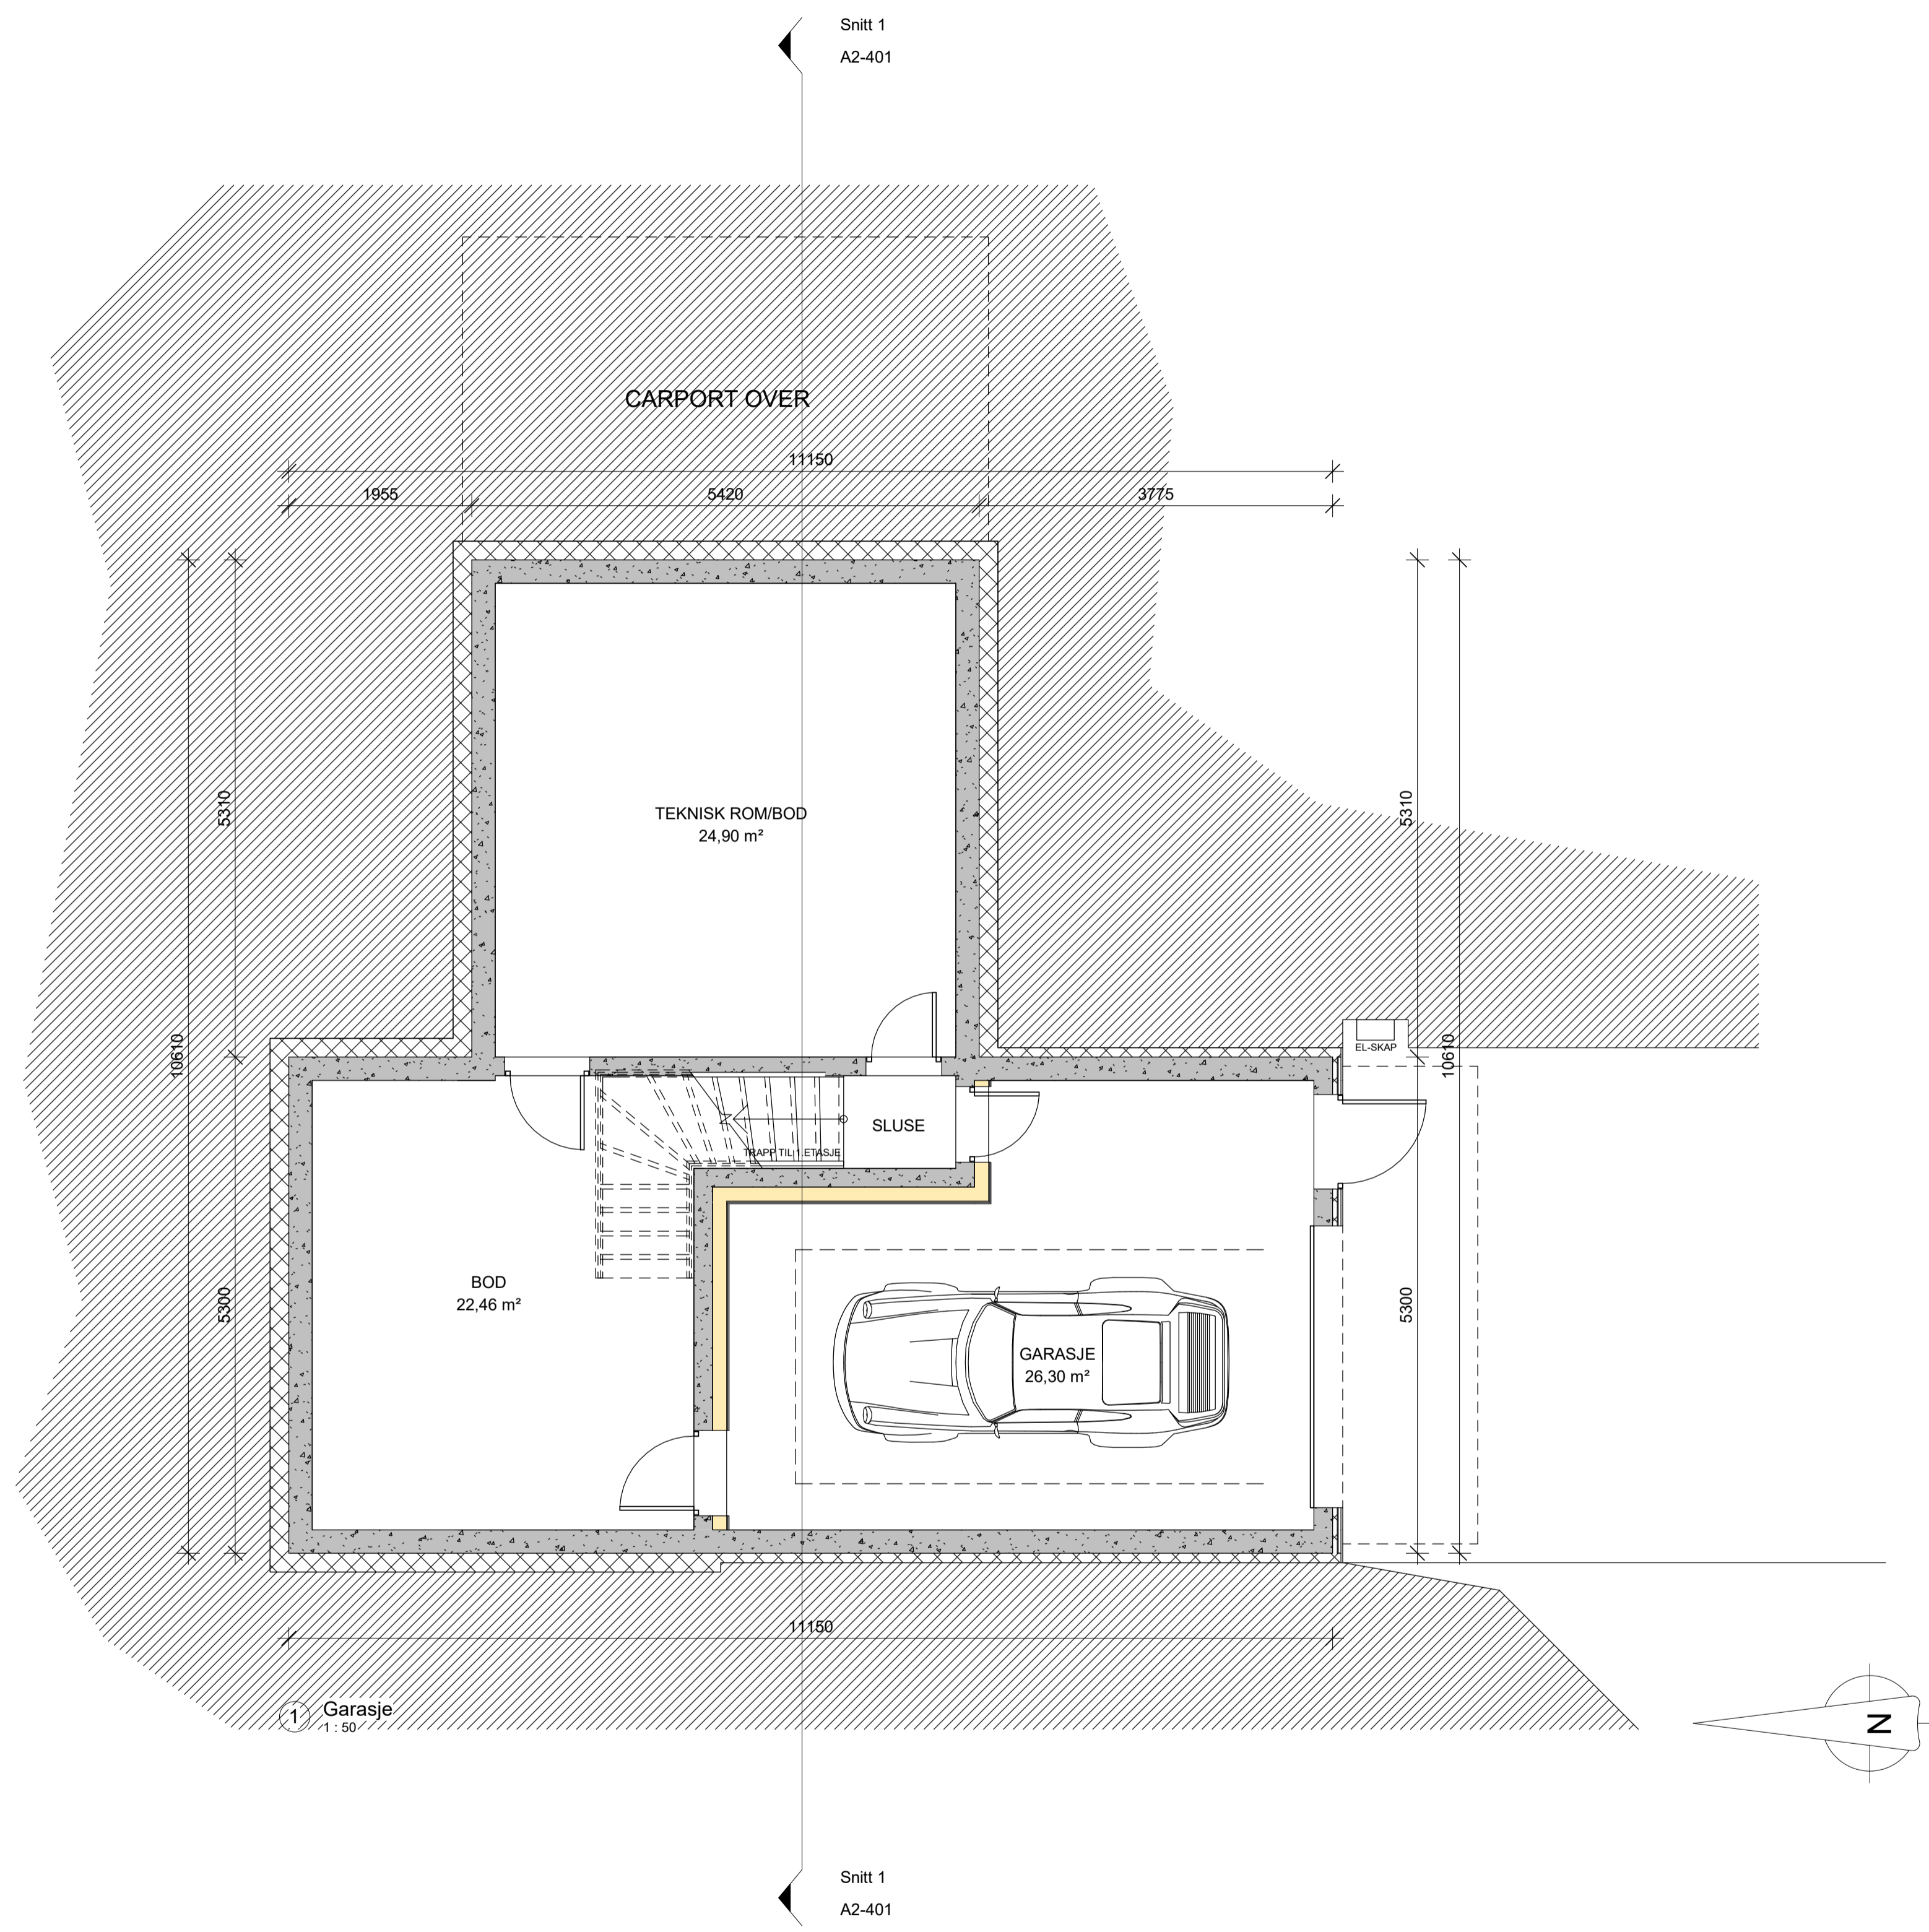 Snitt 1
A2-401
CARPORT OVER
11150
1955
5420
3775
5310
5310
TEKNISK ROM/BOD
24,90 m²
10610
10610
EL-SKAP
SLUSE
TRAPP TIL 1.ETASJE
BOD
22,46 m²
5300
5300
GARASJE
26,30 m²
11150
1
Garasje
1 : 50
N
Snitt 1
A2-401